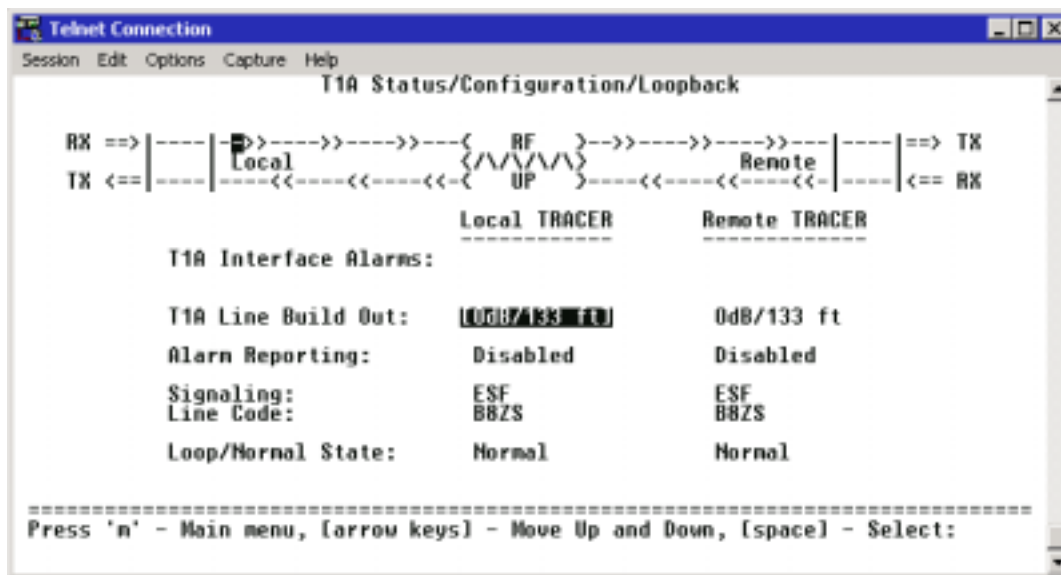 Telnet Connection
Session Edit Options Capture Help
T1A Status/Configuration/Loopback
RX ==>|----|-->>---->>---->>---{ RF }-->>---->>---->>---|----|==> TX
Local {/\/\/\/\} Remote
TX <==|----|----<<----<<----<<-{ UP }----<<----<<----<<-|----|<== RX
Local TRACER Remote TRACER
------------- -------------
T1A Interface Alarms:
T1A Line Build Out: [0dB/133 ft] 0dB/133 ft
Alarm Reporting: Disabled Disabled
Signaling: ESF ESF
Line Code: B8ZS B8ZS
Loop/Normal State: Normal Normal
================================================================================
Press 'm' - Main menu, [arrow keys] - Move Up and Down, [space] - Select: